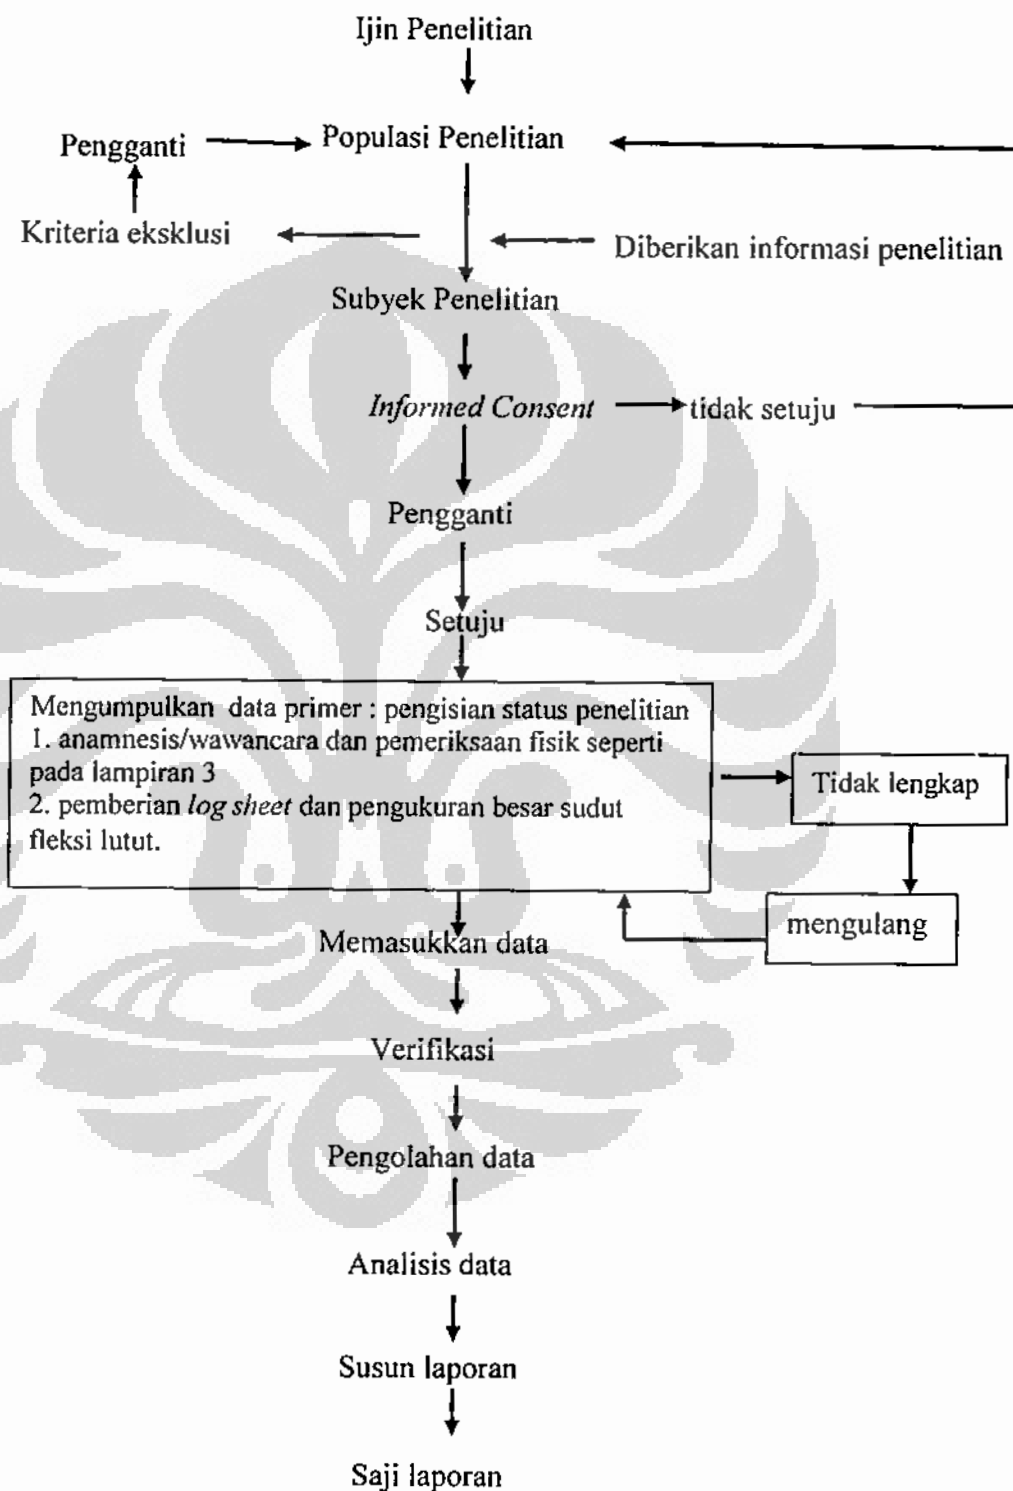 Ijin Penelitian
Pengganti
Populasi Penelitian
Kriteria eksklusi
Diberikan informasi penelitian
Subyek Penelitian
Informed Consent
tidak setuju
Pengganti
Setuju
Mengumpulkan data primer : pengisian status penelitian
1. anamnesis/wawancara dan pemeriksaan fisik seperti
pada lampiran 3
2. pemberian log sheet dan pengukuran besar sudut
fleksi lutut.
Tidak lengkap
mengulang
Memasukkan data
Verifikasi
Pengolahan data
Analisis data
Susun laporan
Saji laporan